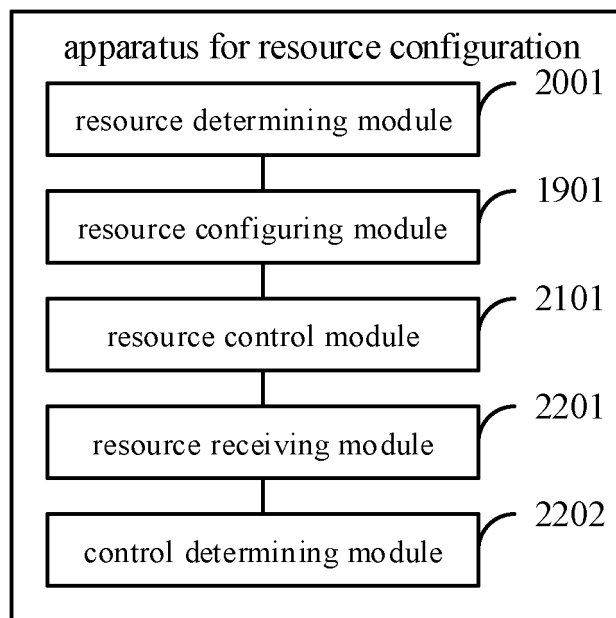 apparatus for resource configuration
2001
resource determining module
1901
resource configuring module
2101
resource control module
2201
resource receiving module
2202
control determining module